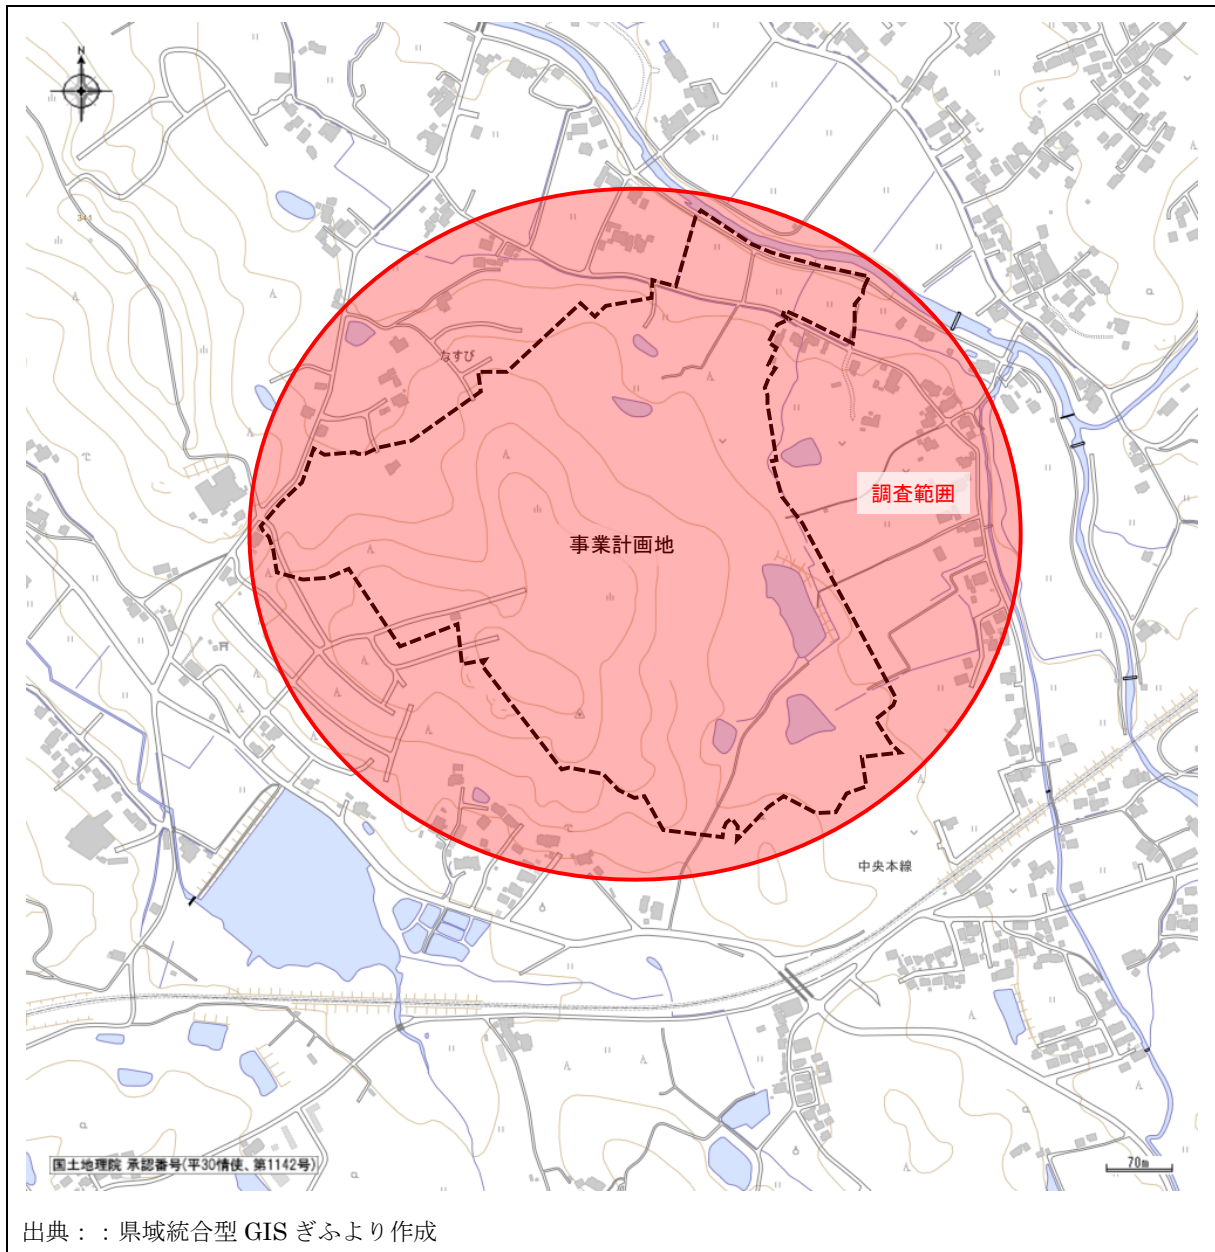 N
341
なすび
調査範囲
事業計画地
中央本線
国土地理院 承認番号(平30情使、第1142号)
70m
出典：：県域統合型 GIS ぎふより作成